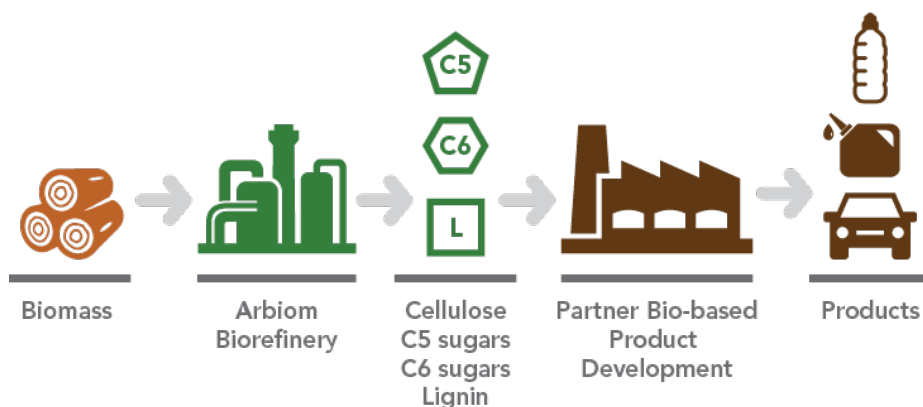 C5
C6
L
Biomass
Arbiom
Biorefinery
Cellulose
C5 sugars
C6 sugars
Lignin
Partner Bio-based
Product
Development
Products